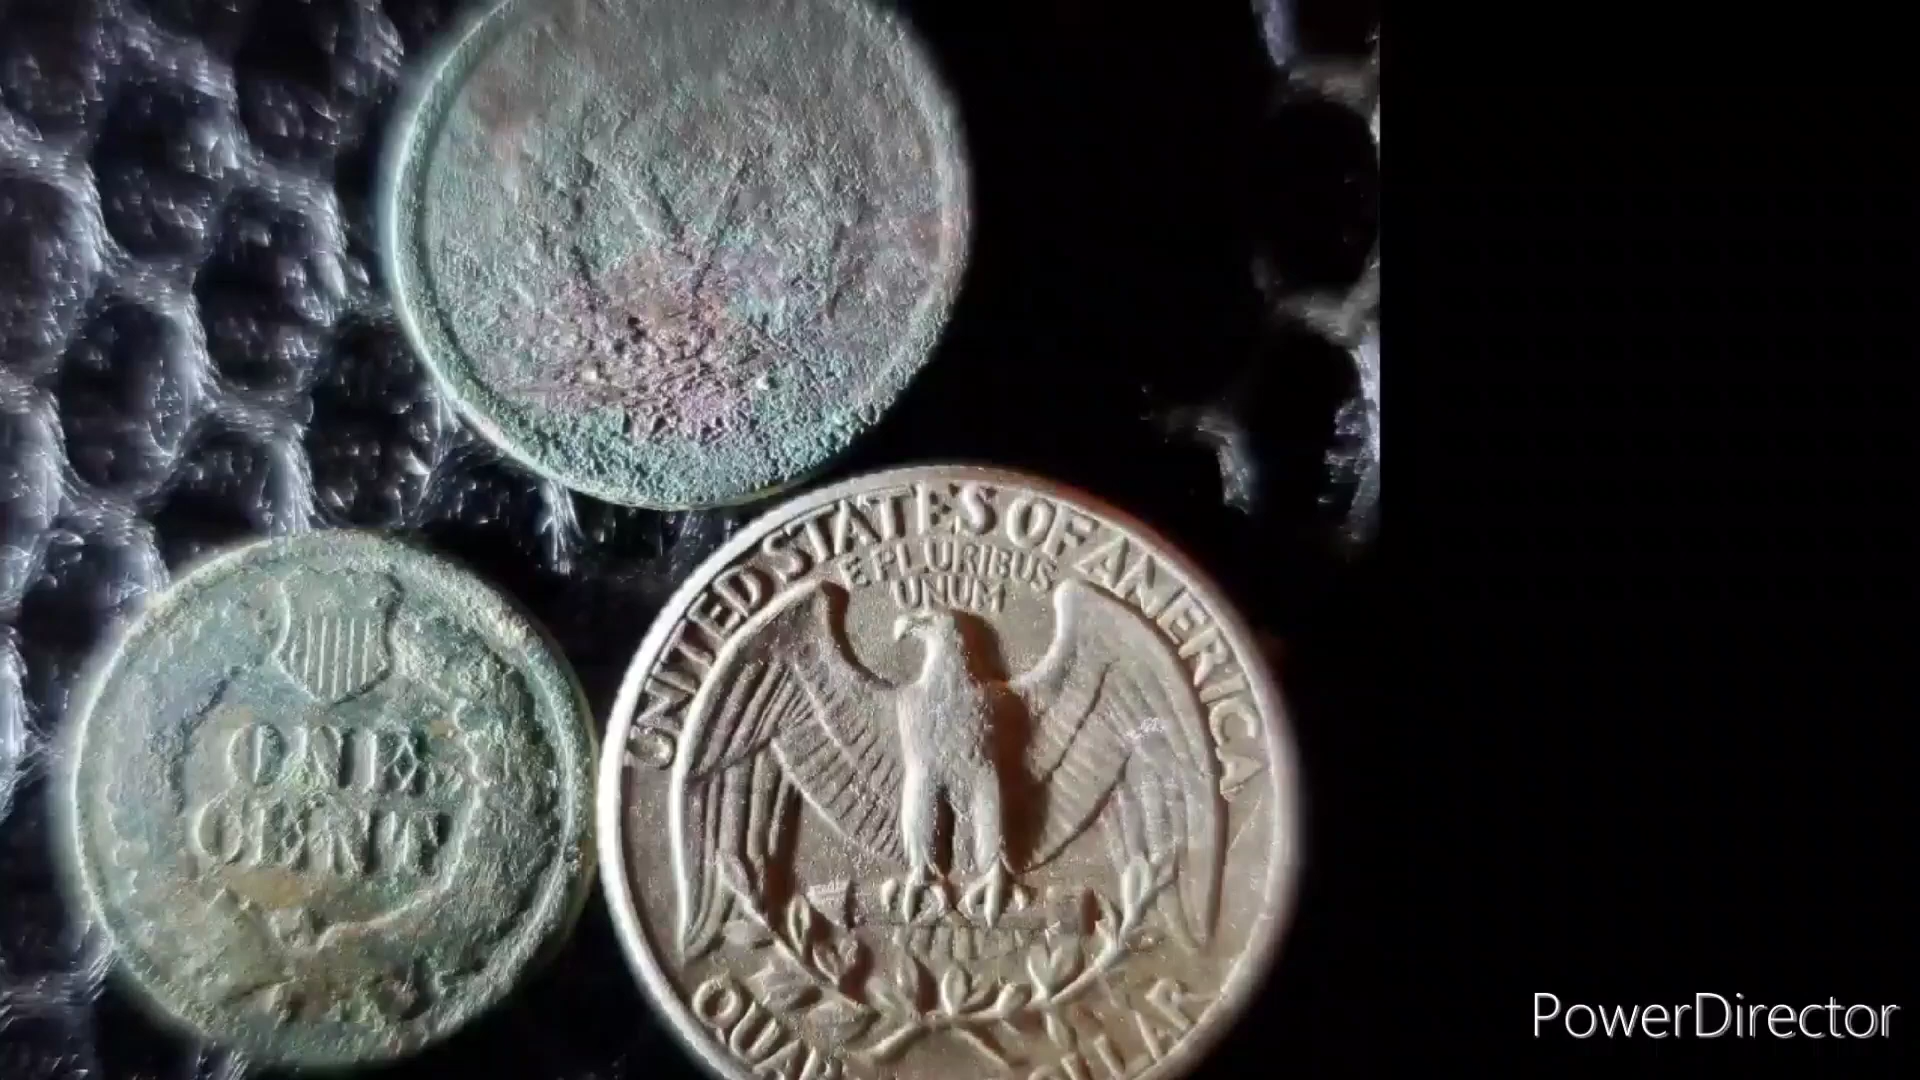 UNITED STATES OF AMERICA
E PLURIBUS
UNUM
ONE
CENT
PowerDirector